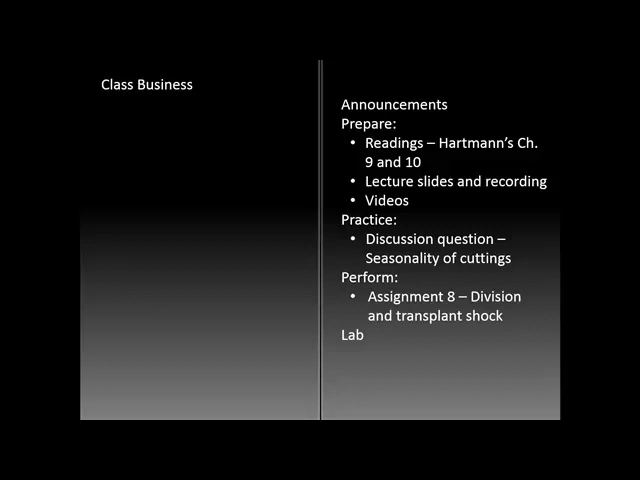 Class Business
Announcements
Prepare:
• Readings – Hartmann’s Ch.
9 and 10
• Lecture slides and recording
• Videos
Practice:
• Discussion question –
Seasonality of cuttings
Perform:
• Assignment 8 – Division
and transplant shock
Lab